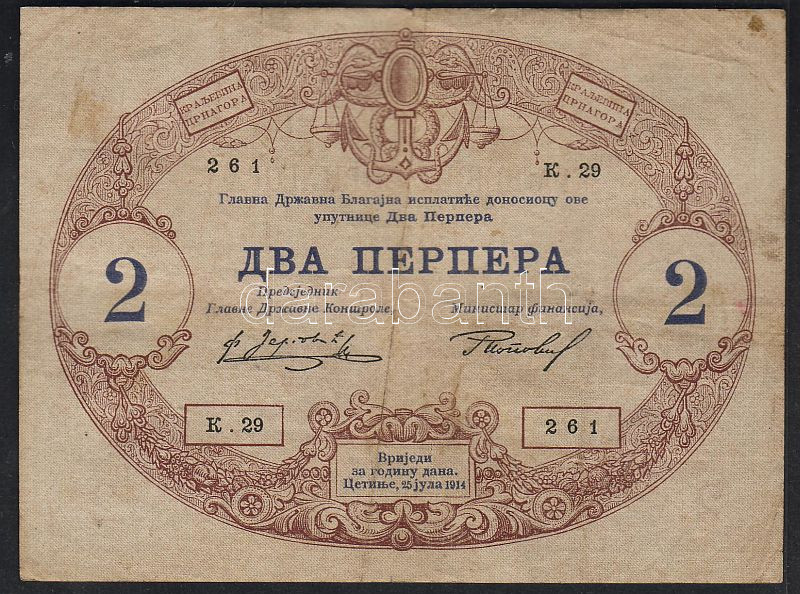 КРАЉЕВИНА
ЦРНАГОРА
КРАЉЕВИНА
ЦРНАГОРА
261
К. 29
Главна Државна Благајна исплатиће доносиоцу ове
упутнице Два Перпера
ДВА ПЕРПЕРА
2
2
Предсједник
Главне Државне Контроле,
Министар финансија,
darabanth
К. 29
261
Вриједи
за годину дана.
Цетиње, 25 јула 1914